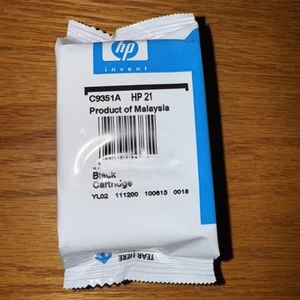 hp
invent
C9351A HP 21
Product of Malaysia
Black
Cartridge
YL02 111200 100615 0018
TEAR HERE